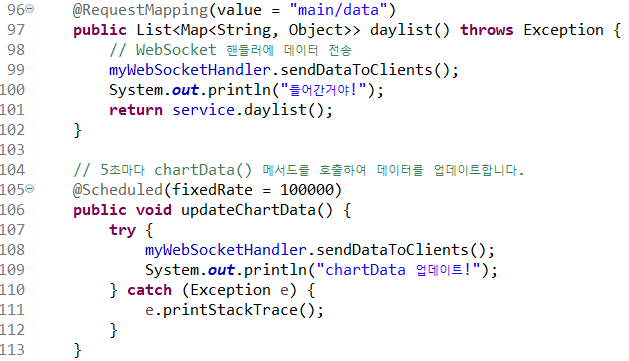 96 @RequestMapping(value = "main/data")
97 public List<Map<String, Object>> daylist() throws Exception {
98 // WebSocket 핸들러에 데이터 전송
99 myWebSocketHandler.sendDataToClients();
100 System.out.println("들어간거야!");
101 return service.daylist();
102 }
103
104 // 5초마다 chartData() 메서드를 호출하여 데이터를 업데이트합니다.
105 @Scheduled(fixedRate = 100000)
106 public void updateChartData() {
107 try {
108 myWebSocketHandler.sendDataToClients();
109 System.out.println("chartData 업데이트!");
110 } catch (Exception e) {
111 e.printStackTrace();
112 }
113 }